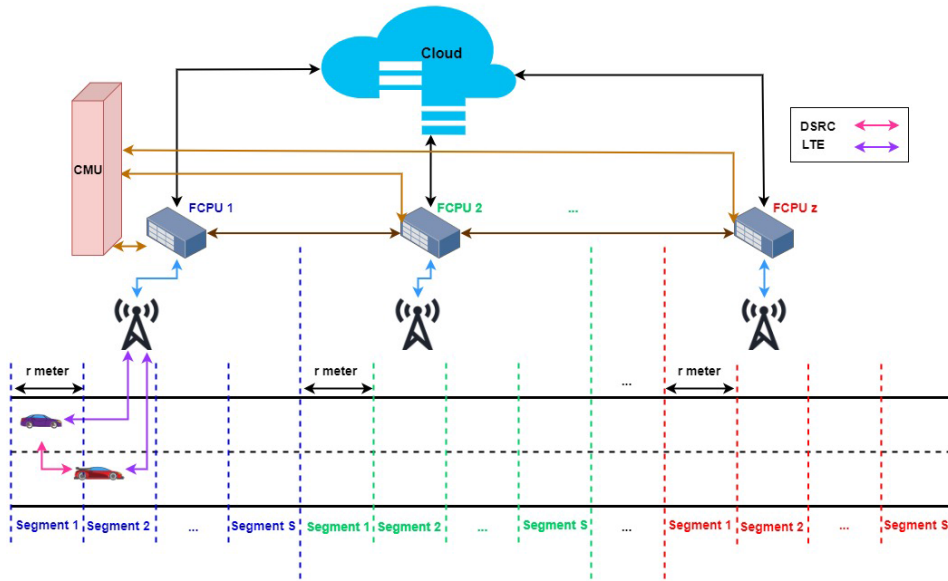 Cloud
DSRC
LTE
CMU
FCPU 1
FCPU 2
...
FCPU z
r meter
r meter
...
r meter
Segment 1
Segment 2
...
Segment S
Segment 1
Segment 2
...
Segment S
...
Segment 1
Segment 2
...
Segment S